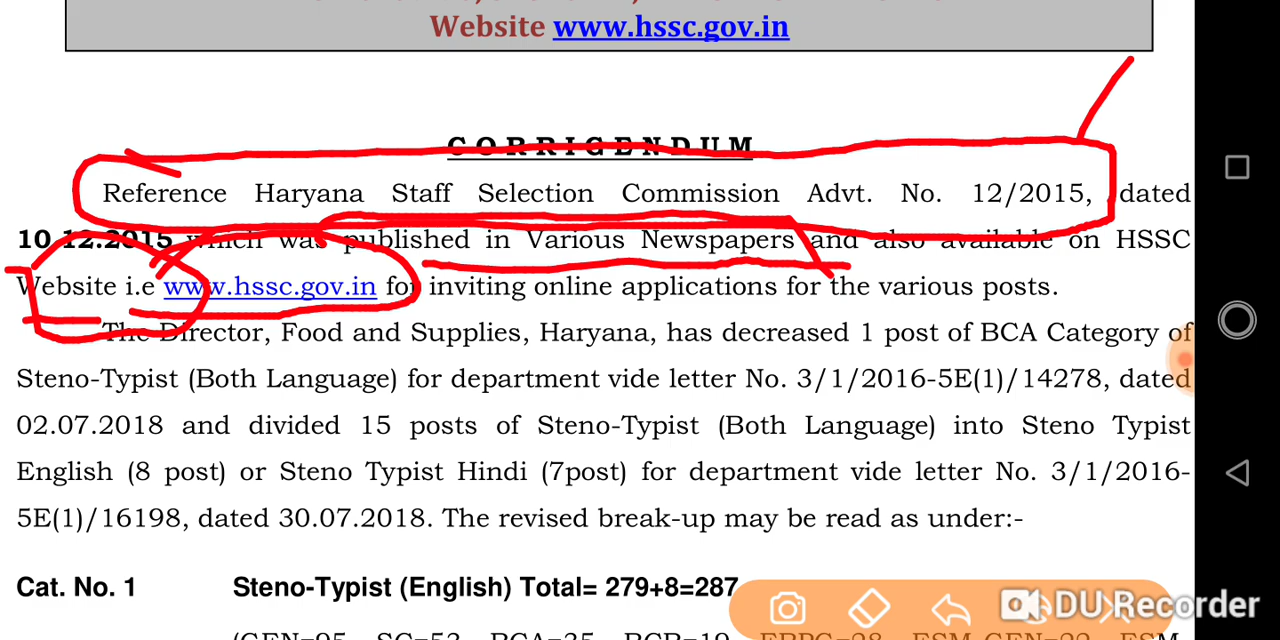 Website www.hssc.gov.in
CORRIGENDUM
Reference Haryana Staff Selection Commission Advt. No. 12/2015, dated
10.12.2015 which was published in Various Newspapers and also available on HSSC
Website i.e www.hssc.gov.in for inviting online applications for the various posts.
The Director, Food and Supplies, Haryana, has decreased 1 post of BCA Category of
Steno-Typist (Both Language) for department vide letter No. 3/1/2016-5E(1)/14278, dated
02.07.2018 and divided 15 posts of Steno-Typist (Both Language) into Steno Typist
English (8 post) or Steno Typist Hindi (7post) for department vide letter No. 3/1/2016-
5E(1)/16198, dated 30.07.2018. The revised break-up may be read as under:-
Cat. No. 1 Steno-Typist (English) Total= 279+8=287
DU Recorder